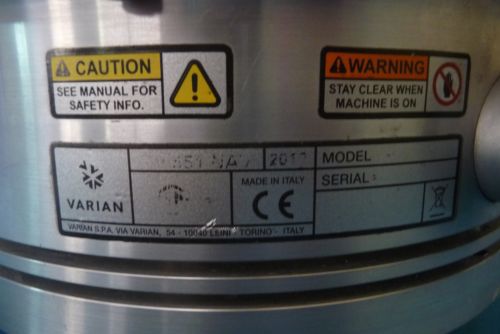 CAUTION
SEE MANUAL FOR
SAFETY INFO.
WARNING
STAY CLEAR WHEN
MACHINE IS ON
VARIAN
MADE IN ITALY
CE
MODEL
SERIAL
VARIAN S.P.A. VIA VARIAN, 54 - 10040 LEINI - TORINO - ITALY